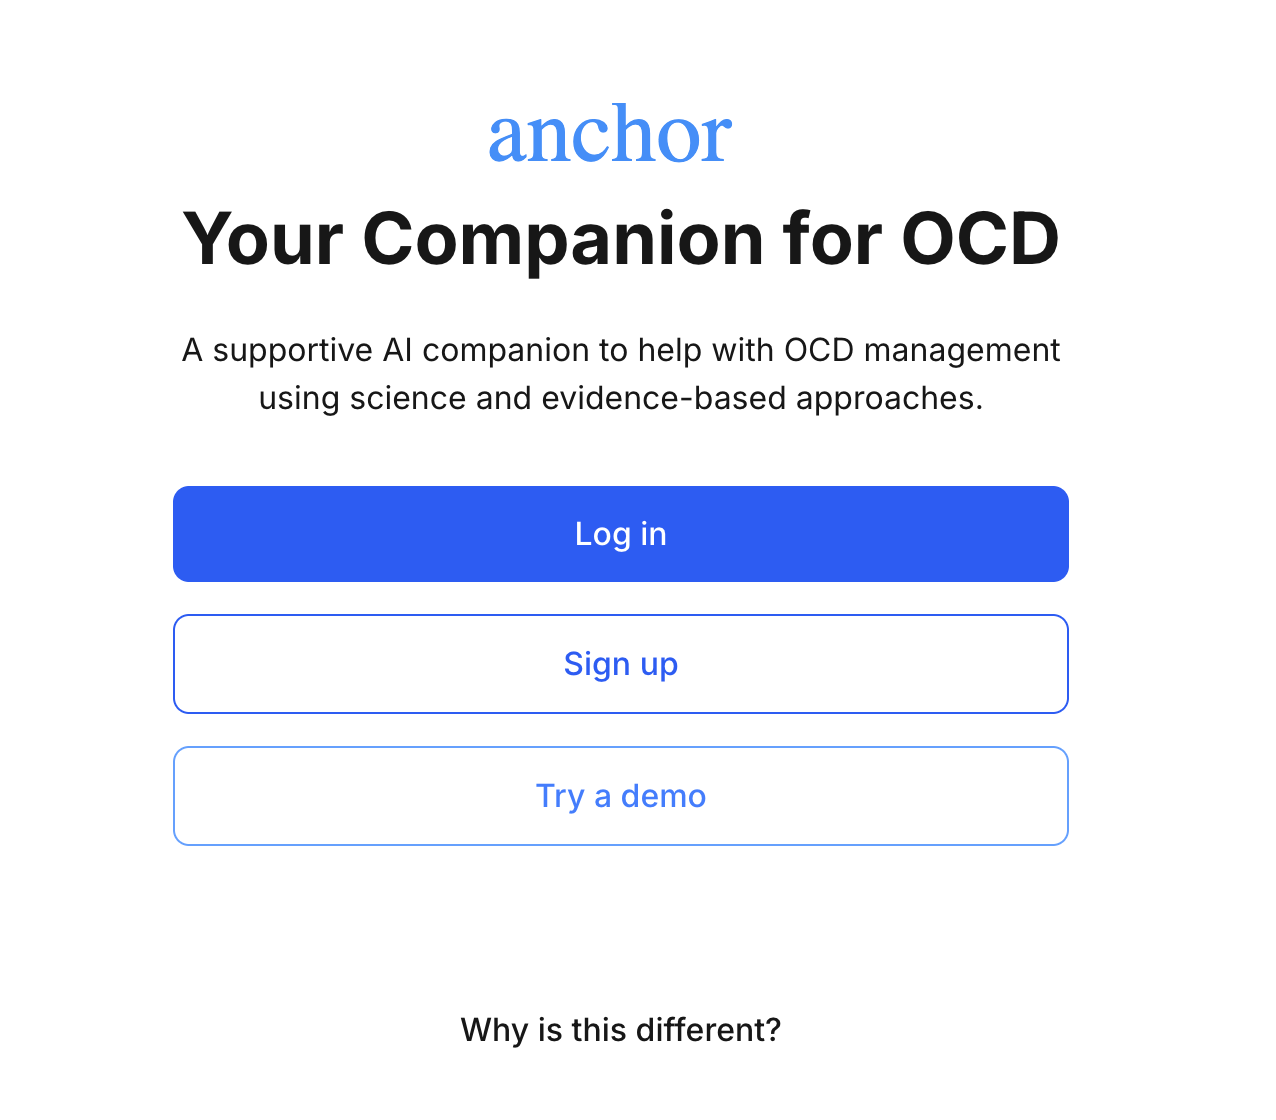 anchor
Your Companion for OCD
A supportive AI companion to help with OCD management
using science and evidence-based approaches.
Log in
Sign up
Try a demo
Why is this different?